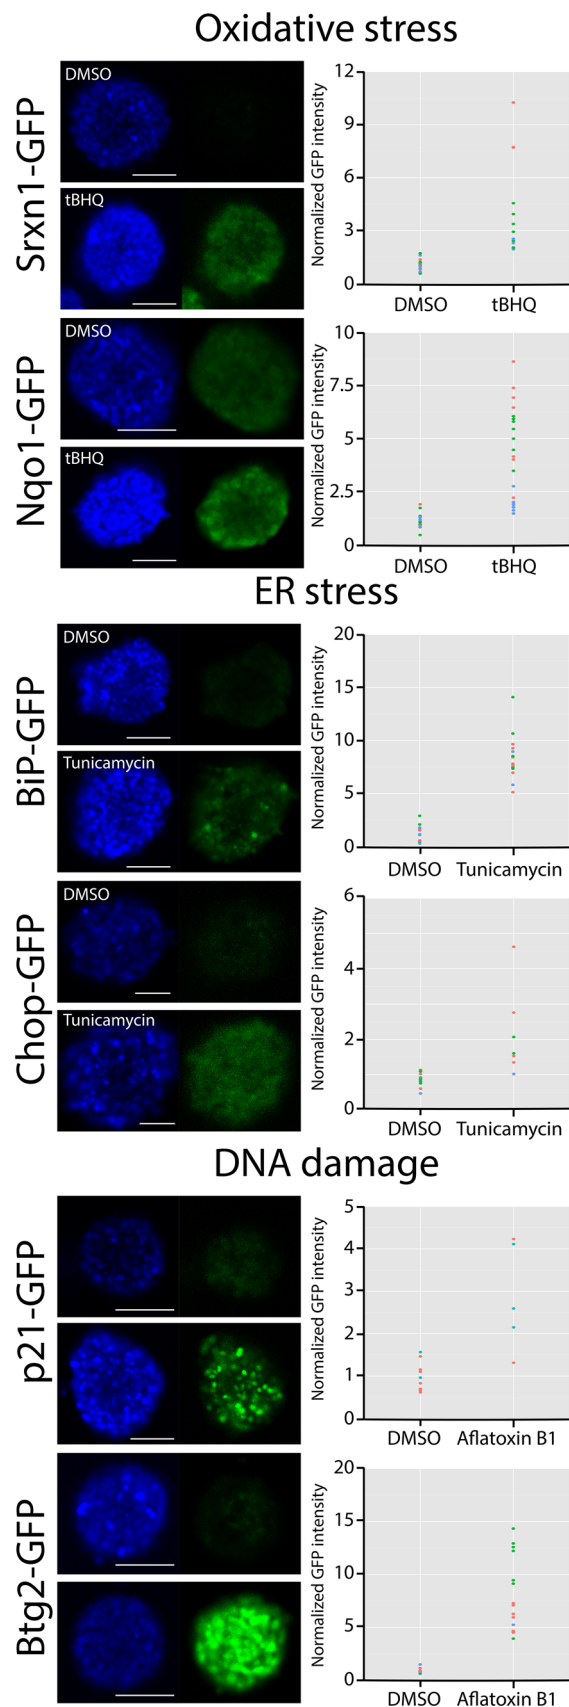 Oxidative stress
Srxn1-GFP
DMSO
tBHQ
Normalized GFP intensity
12
9
6
3
0
DMSO
tBHQ
Nqo1-GFP
DMSO
tBHQ
Normalized GFP intensity
10
7.5
5
2.5
0
DMSO
tBHQ
ER stress
BiP-GFP
DMSO
Tunicamycin
Normalized GFP intensity
20
15
10
5
0
DMSO
Tunicamycin
Chop-GFP
DMSO
Tunicamycin
Normalized GFP intensity
6
4
2
0
DMSO
Tunicamycin
DNA damage
p21-GFP
Normalized GFP intensity
5
4
3
2
1
0
DMSO
Aflatoxin B1
Btg2-GFP
Normalized GFP intensity
20
15
10
5
0
DMSO
Aflatoxin B1